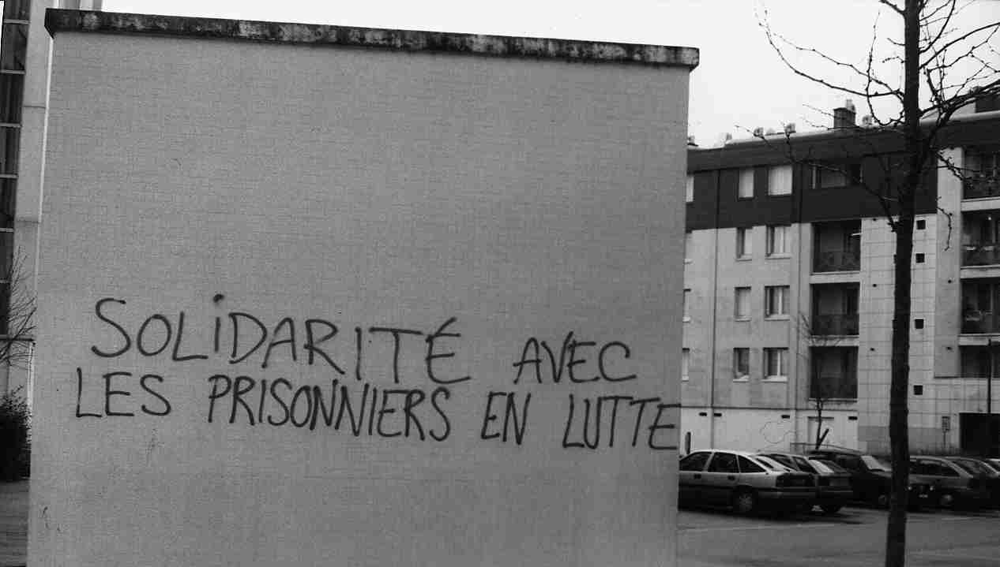 SOLiDARITÉ AVEC
LES PRISONNIERS EN LUTTE